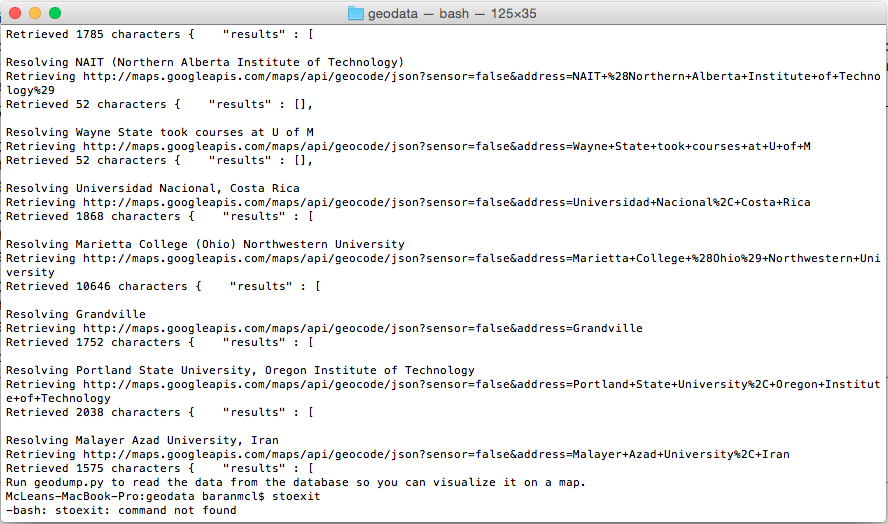 geodata — bash — 125×35
Retrieved 1785 characters {    "results" : [
Resolving NAIT (Northern Alberta Institute of Technology)
Retrieving http://maps.googleapis.com/maps/api/geocode/json?sensor=false&address=NAIT+%28Northern+Alberta+Institute+of+Techno
logy%29
Retrieved 52 characters {    "results" : [],
Resolving Wayne State took courses at U of M
Retrieving http://maps.googleapis.com/maps/api/geocode/json?sensor=false&address=Wayne+State+took+courses+at+U+of+M
Retrieved 52 characters {    "results" : [],
Resolving Universidad Nacional, Costa Rica
Retrieving http://maps.googleapis.com/maps/api/geocode/json?sensor=false&address=Universidad+Nacional%2C+Costa+Rica
Retrieved 1868 characters {    "results" : [
Resolving Marietta College (Ohio) Northwestern University
Retrieving http://maps.googleapis.com/maps/api/geocode/json?sensor=false&address=Marietta+College+%28Ohio%29+Northwestern+Uni
versity
Retrieved 10646 characters {    "results" : [
Resolving Grandville
Retrieving http://maps.googleapis.com/maps/api/geocode/json?sensor=false&address=Grandville
Retrieved 1752 characters {    "results" : [
Resolving Portland State University, Oregon Institute of Technology
Retrieving http://maps.googleapis.com/maps/api/geocode/json?sensor=false&address=Portland+State+University%2C+Oregon+Institut
e+of+Technology
Retrieved 2038 characters {    "results" : [
Resolving Malayer Azad University, Iran
Retrieving http://maps.googleapis.com/maps/api/geocode/json?sensor=false&address=Malayer+Azad+University%2C+Iran
Retrieved 1575 characters {    "results" : [
Run geodump.py to read the data from the database so you can visualize it on a map.
McLeans-MacBook-Pro:geodata baranmcl$ stoexit
-bash: stoexit: command not found